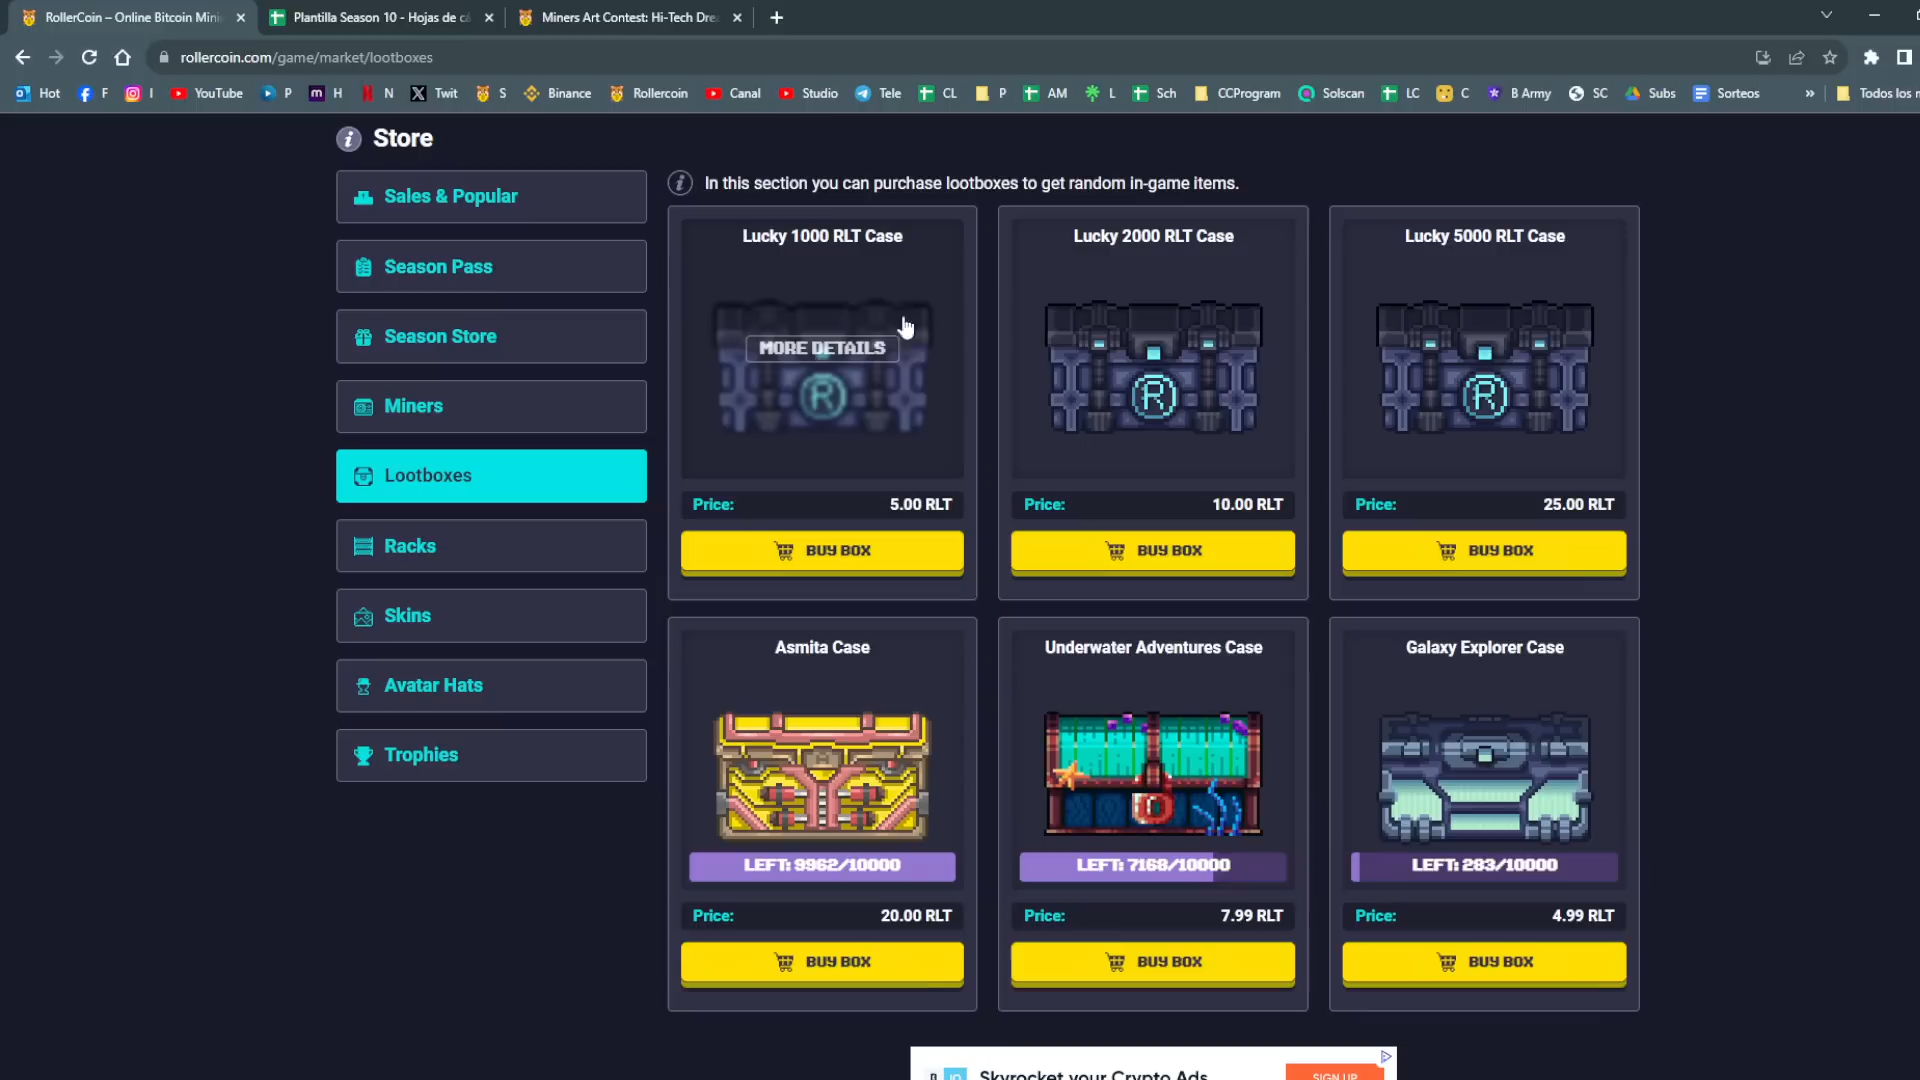 RollerCoin – Online Bitcoin Mini
Plantilla Season 10 - Hojas de cá
Miners Art Contest: Hi-Tech Dre
rollercoin.com/game/market/lootboxes
Hot F I YouTube P H N Twit S Binance Rollercoin Canal Studio Tele CL P AM L Sch CCProgram Solscan LC C B Army SC Subs Sorteos » Todos los m
Store
Sales & Popular
Season Pass
Season Store
Miners
Lootboxes
Racks
Skins
Avatar Hats
Trophies
In this section you can purchase lootboxes to get random in-game items.
Lucky 1000 RLT Case
MORE DETAILS
R
Price: 5.00 RLT
BUY BOX
Lucky 2000 RLT Case
R
Price: 10.00 RLT
BUY BOX
Lucky 5000 RLT Case
R
Price: 25.00 RLT
BUY BOX
Asmita Case
LEFT: 9962/10000
Price: 20.00 RLT
BUY BOX
Underwater Adventures Case
LEFT: 7168/10000
Price: 7.99 RLT
BUY BOX
Galaxy Explorer Case
LEFT: 283/10000
Price: 4.99 RLT
BUY BOX
Skyrocket your Crypto Ads
SIGN UP